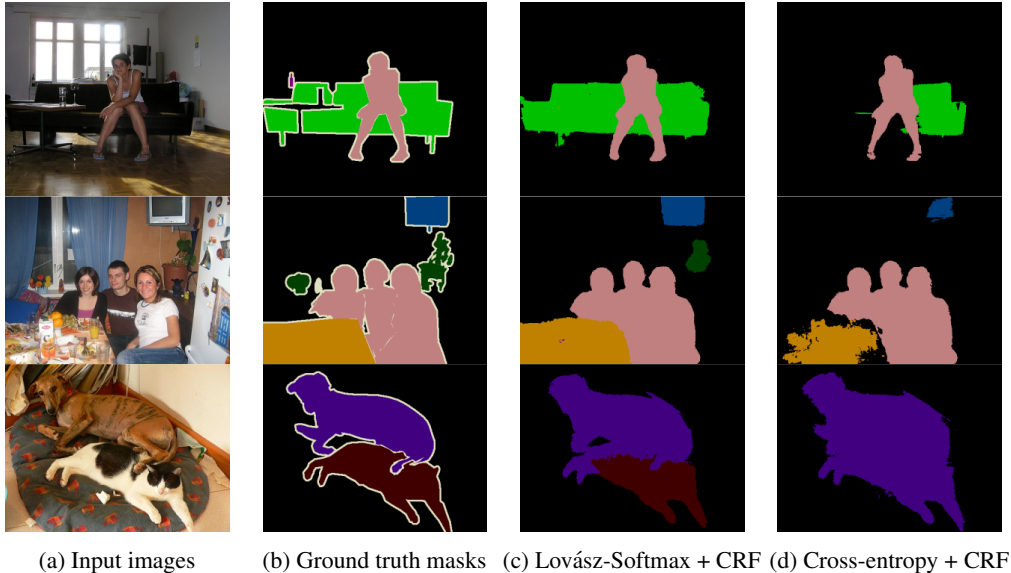 (a) Input images
(b) Ground truth masks
(c) Lovász-Softmax + CRF
(d) Cross-entropy + CRF